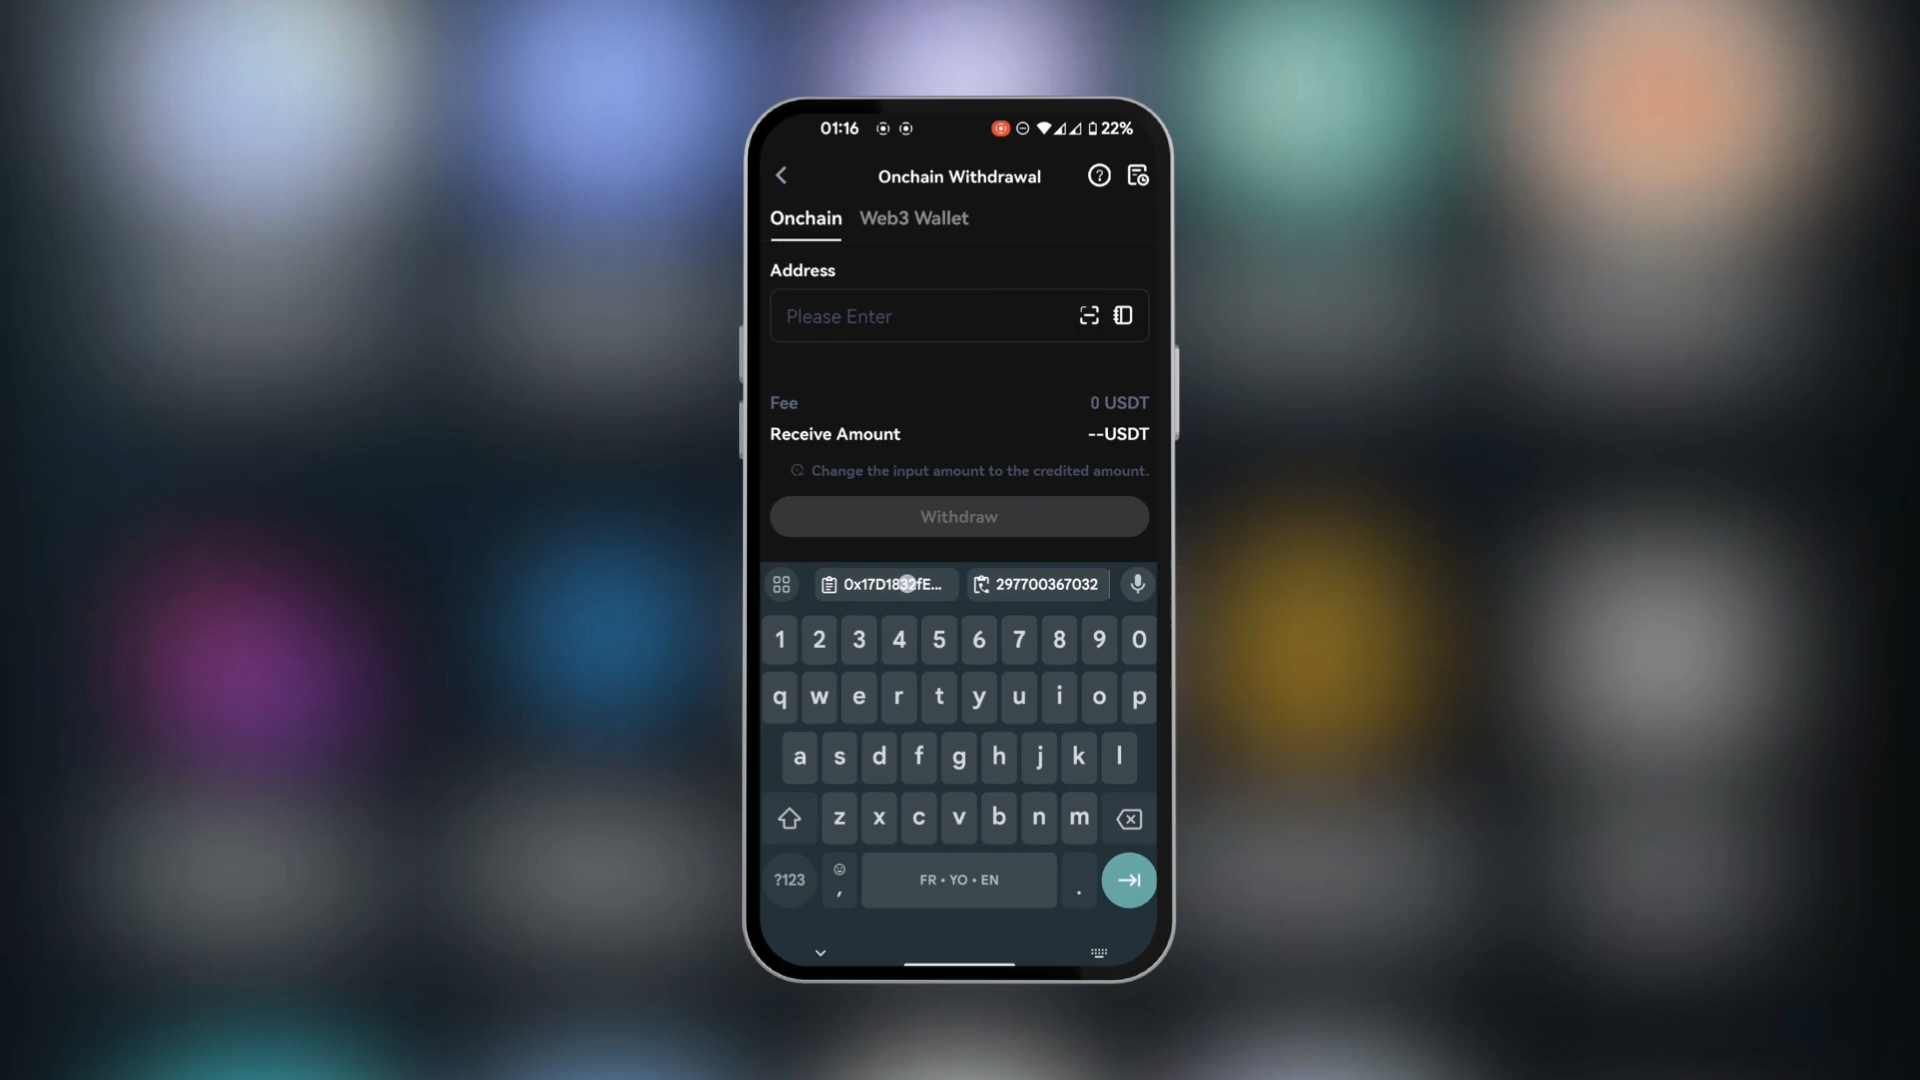 01:16 22%
Onchain Withdrawal
Onchain Web3 Wallet
Address
Please Enter
Fee 0 USDT
Receive Amount --USDT
Change the input amount to the credited amount.
Withdraw
0x17D1832fE... 297700367032
1 2 3 4 5 6 7 8 9 0
q w e r t y u i o p
a s d f g h j k l
z x c v b n m
?123 , FR • YO • EN .